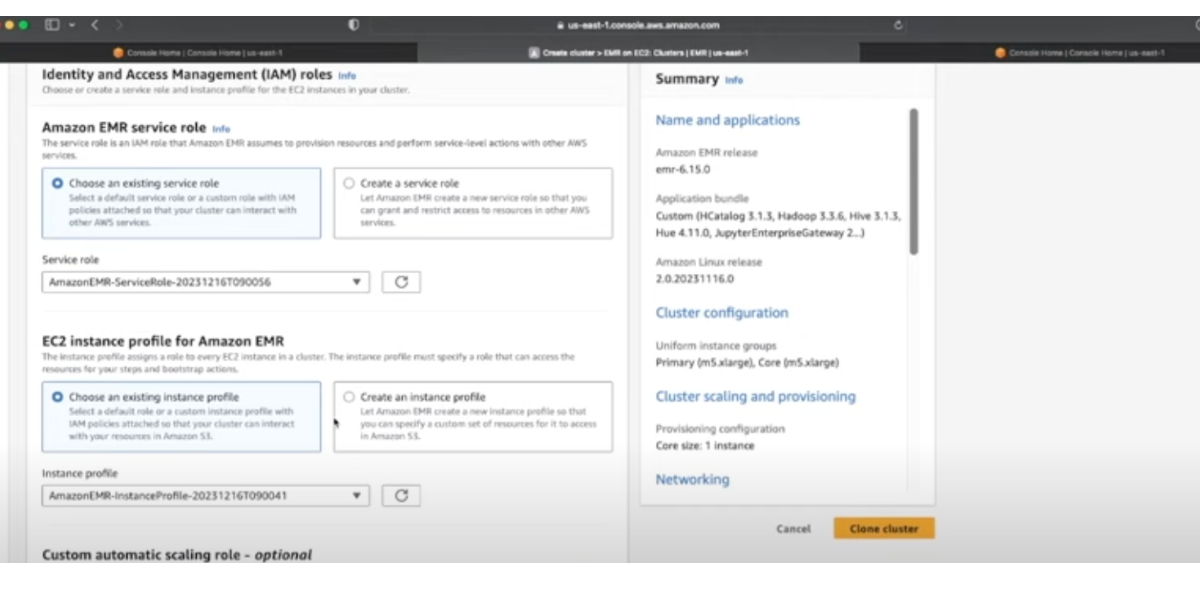 us-east-1.console.aws.amazon.com
Console Home | Console Home | us-east-1
Create cluster > EMR on EC2: Clusters | EMR | us-east-1
Console Home | Console Home | us-east-1
Identity and Access Management (IAM) roles Info
Choose or create a service role and instance profile for the EC2 instances in your cluster.
Amazon EMR service role Info
The service role is an IAM role that Amazon EMR assumes to provision resources and perform service-level actions with other AWS
services.
Choose an existing service role
Select a default service role or a custom role with IAM
policies attached so that your cluster can interact with
other AWS services.
Create a service role
Let Amazon EMR create a new service role so that you
can grant and restrict access to resources in other AWS
services.
Service role
AmazonEMR-ServiceRole-20231216T090056
EC2 instance profile for Amazon EMR
The instance profile assigns a role to every EC2 instance in a cluster. The instance profile must specify a role that can access the
resources for your steps and bootstrap actions.
Choose an existing instance profile
Select a default role or a custom instance profile with
IAM policies attached so that your cluster can interact
with your resources in Amazon S3.
Create an instance profile
Let Amazon EMR create a new instance profile so that
you can specify a custom set of resources for it to access
in Amazon S3.
Instance profile
AmazonEMR-InstanceProfile-20231216T090041
Custom automatic scaling role - optional
Summary Info
Name and applications
Amazon EMR release
emr-6.15.0
Application bundle
Custom (HCatalog 3.1.3, Hadoop 3.3.6, Hive 3.1.3,
Hue 4.11.0, JupyterEnterpriseGateway 2...)
Amazon Linux release
2.0.20231116.0
Cluster configuration
Uniform instance groups
Primary (m5.xlarge), Core (m5.xlarge)
Cluster scaling and provisioning
Provisioning configuration
Core size: 1 instance
Networking
Cancel
Clone cluster